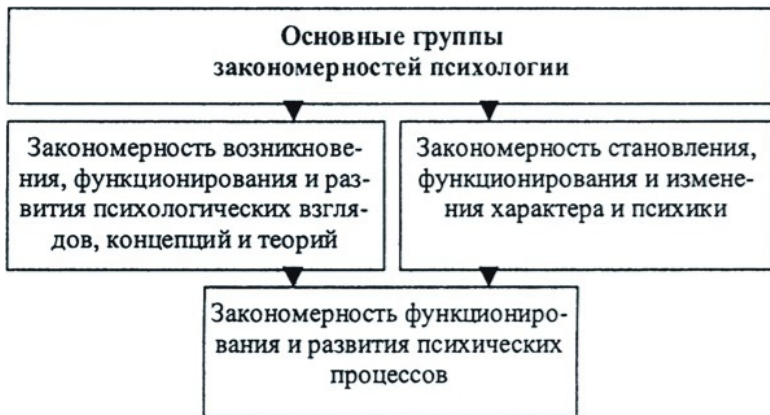 Основные группы
закономерностей психологии
Закономерность возникнове-
ния, функционирования и раз-
вития психологических взгля-
дов, концепций и теорий
Закономерность становления,
функционирования и измене-
ния характера и психики
Закономерность функциониро-
вания и развития психических
процессов